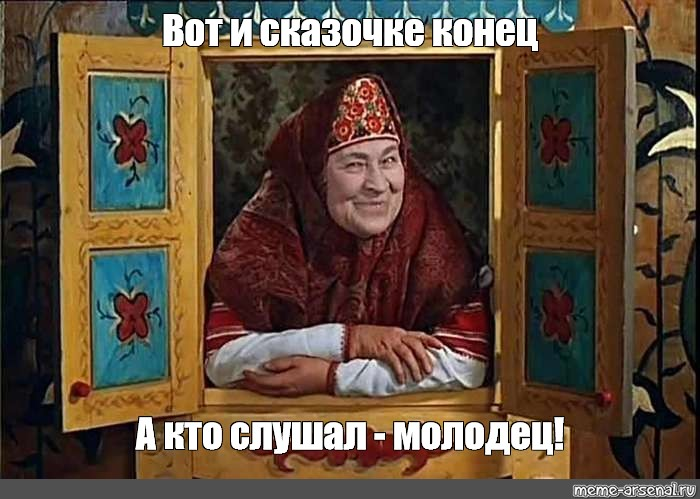 Вот и сказочке конец
А кто слушал - молодец!
meme-arsenal.ru